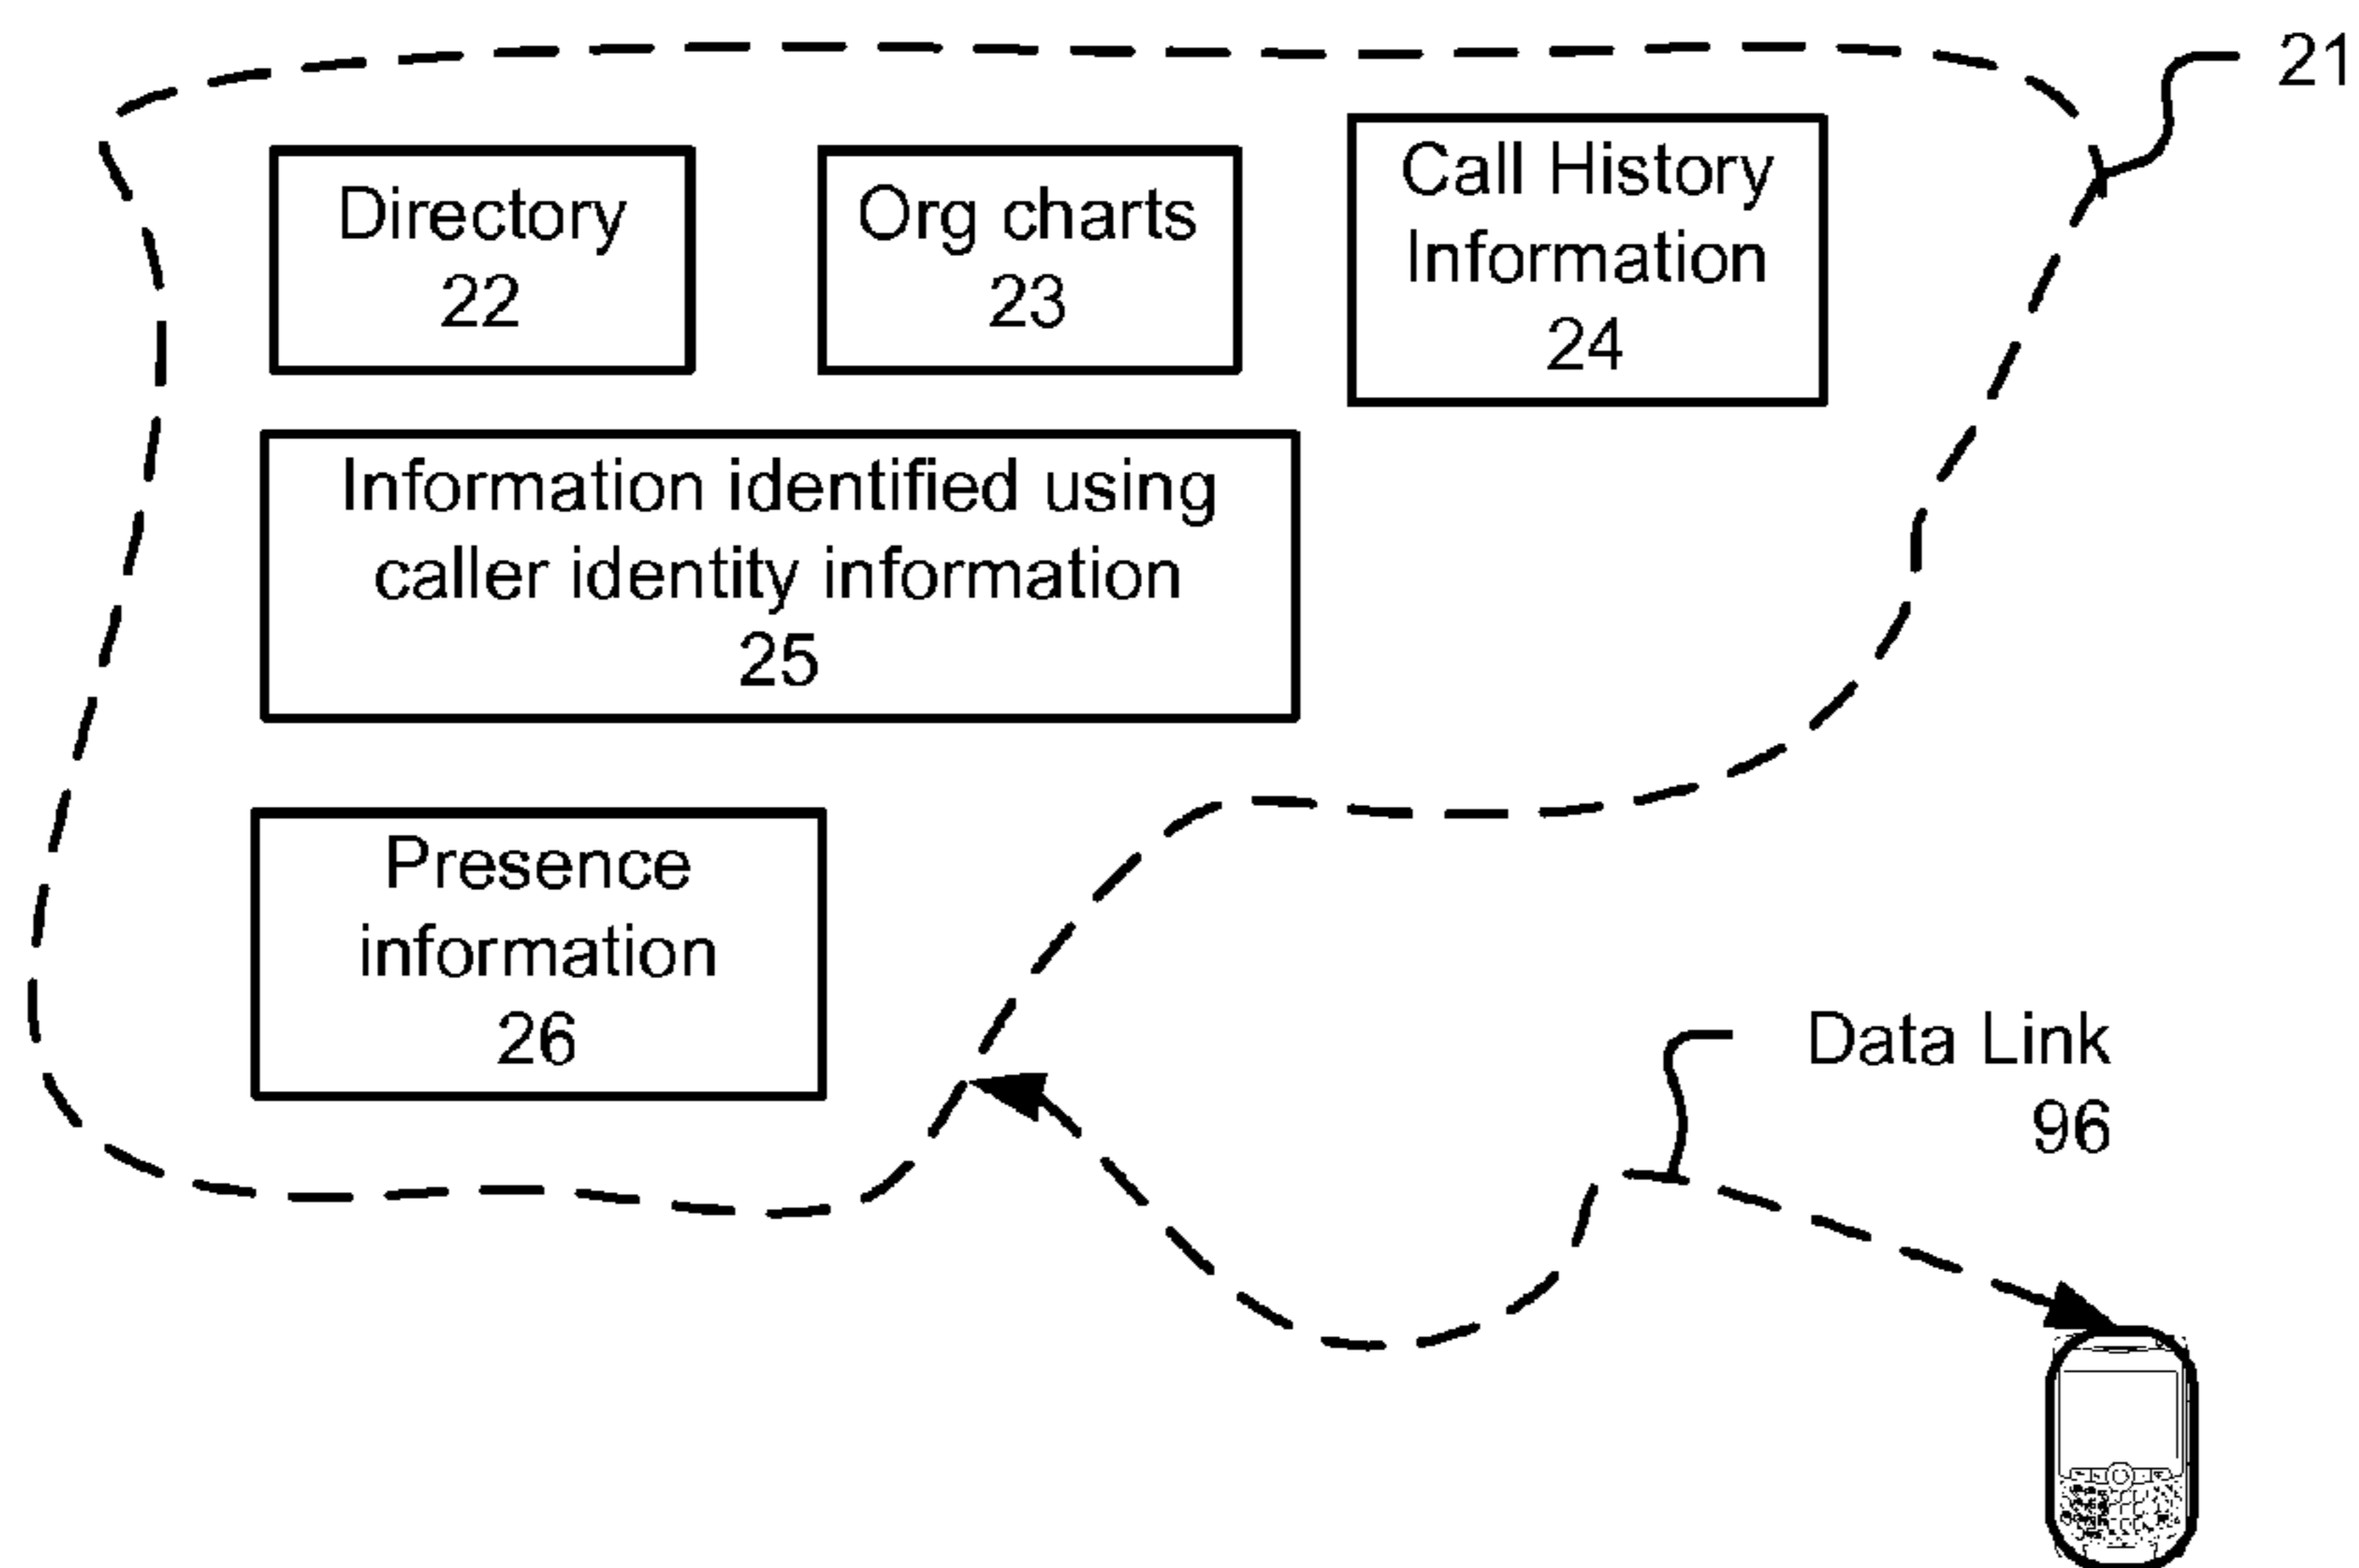 21
Directory
22
Org charts
23
Call History
Information
24
Information identified using
caller identity information
25
Presence
information
26
Data Link
96